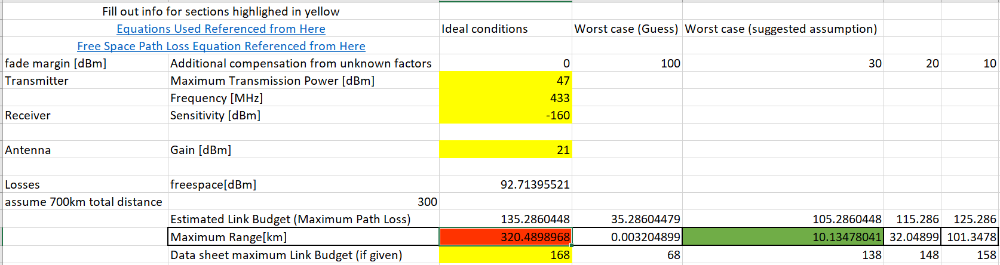 Fill out info for sections highlighed in yellow
Equations Used Referenced from Here Ideal conditions Worst case (Guess) Worst case (suggested assumption)
Free Space Path Loss Equation Referenced from Here
fade margin [dBm] Additional compensation from unknown factors 0 100 30 20 10
Transmitter Maximum Transmission Power [dBm] 47
Frequency [MHz] 433
Receiver Sensitivity [dBm] -160
Antenna Gain [dBm] 21
Losses freespace[dBm] 92.71395521
assume 700km total distance 300
Estimated Link Budget (Maximum Path Loss) 135.2860448 35.28604479 105.2860448 115.286 125.286
Maximum Range[km] 320.4898968 0.003204899 10.13478041 32.04899 101.3478
Data sheet maximum Link Budget (if given) 168 68 138 148 158